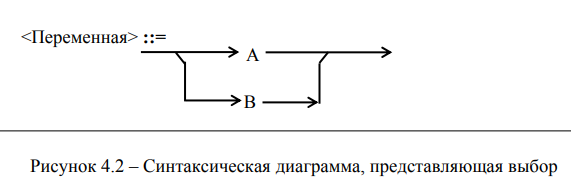 <Переменная> ::=
A
B
Рисунок 4.2 – Синтаксическая диаграмма, представляющая выбор